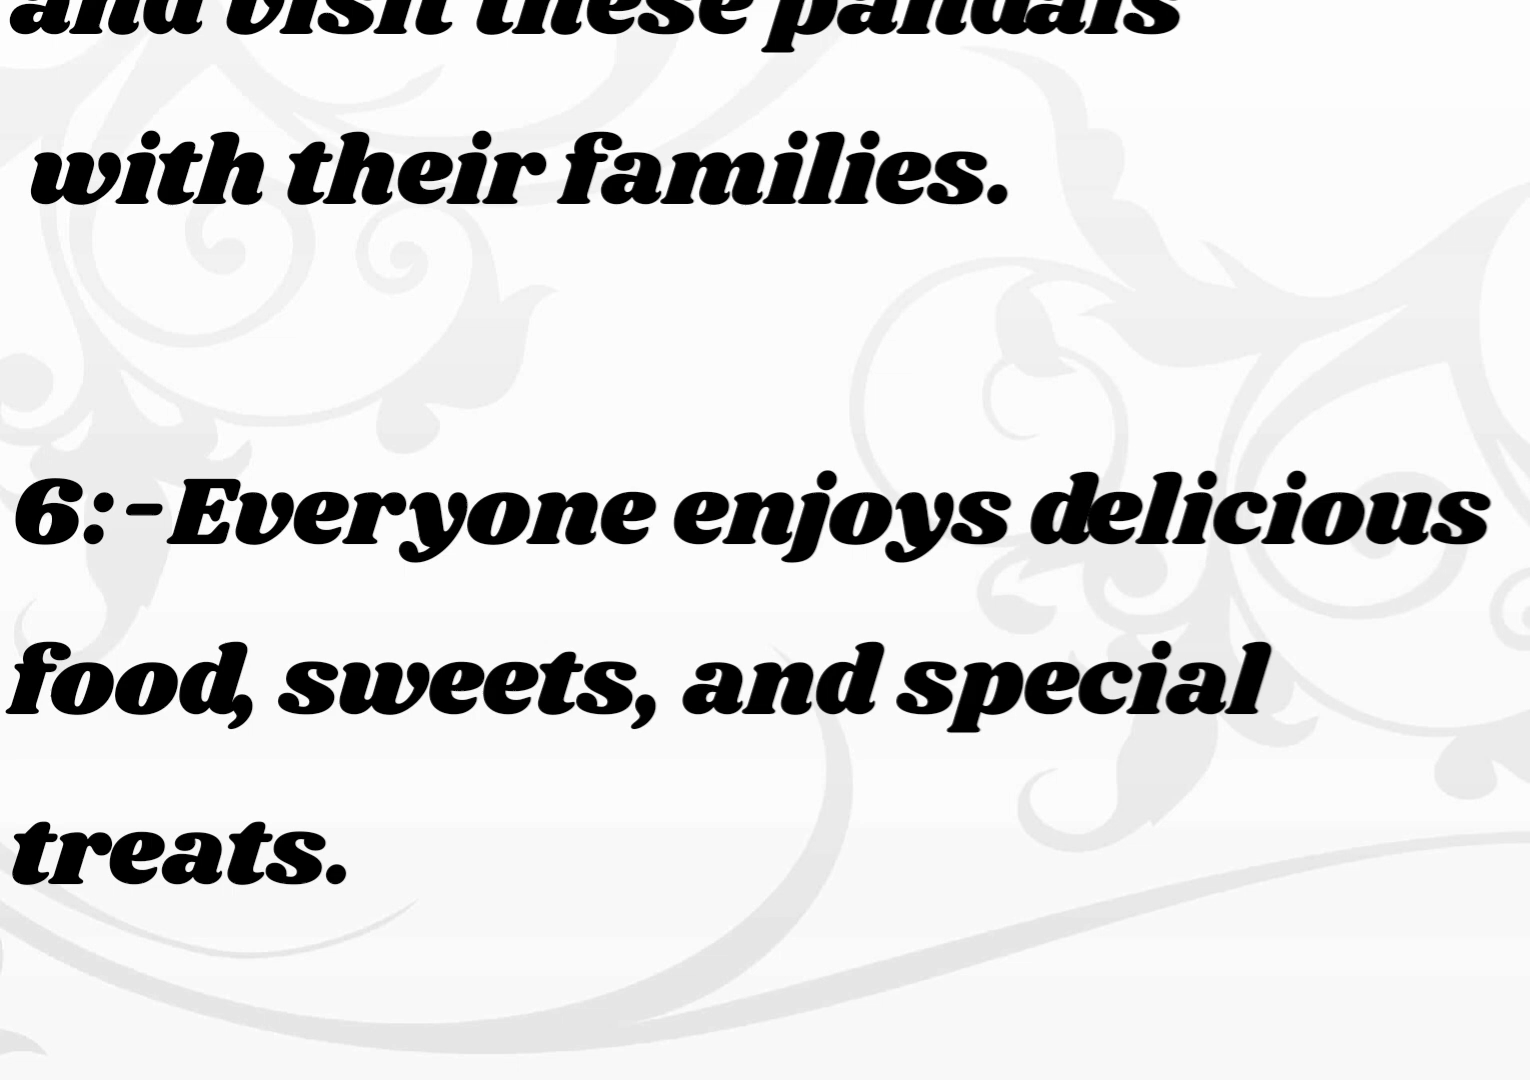 and visit these pandals
with their families.
6:-Everyone enjoys delicious
food, sweets, and special
treats.